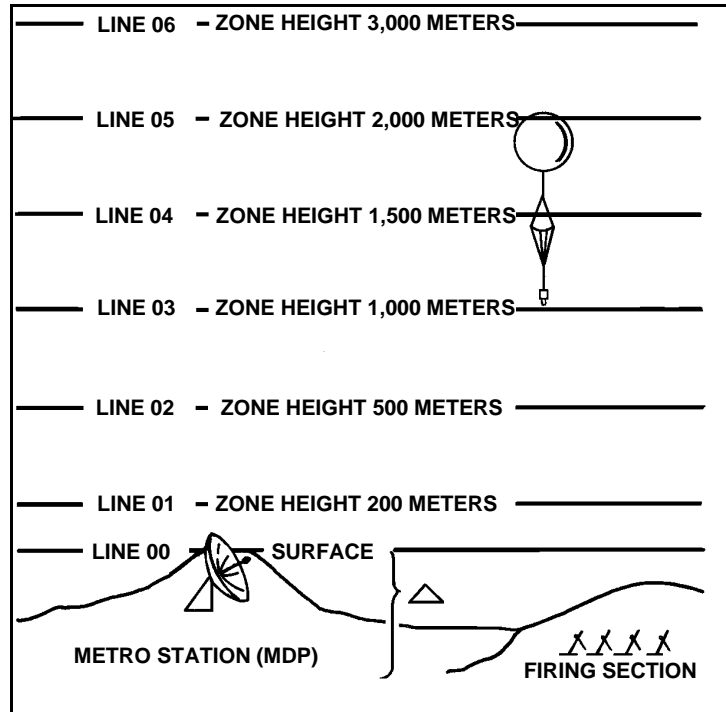 LINE 06 – ZONE HEIGHT 3,000 METERS
LINE 05 – ZONE HEIGHT 2,000 METERS
LINE 04 – ZONE HEIGHT 1,500 METERS
LINE 03 – ZONE HEIGHT 1,000 METERS
LINE 02 – ZONE HEIGHT 500 METERS
LINE 01 – ZONE HEIGHT 200 METERS
LINE 00 – SURFACE
METRO STATION (MDP)
FIRING SECTION